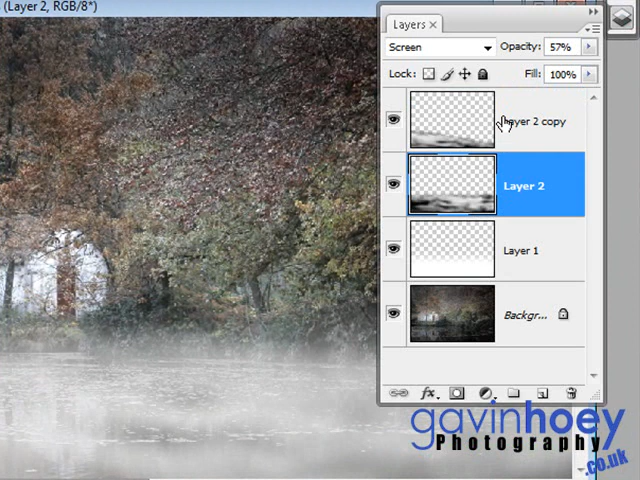 (Layer 2, RGB/8*)
Layers ×
Screen
Opacity: 57%
Lock:
Fill: 100%
Layer 2 copy
Layer 2
Layer 1
Backgr...
fx
gavinhoey
Photography
.co.uk